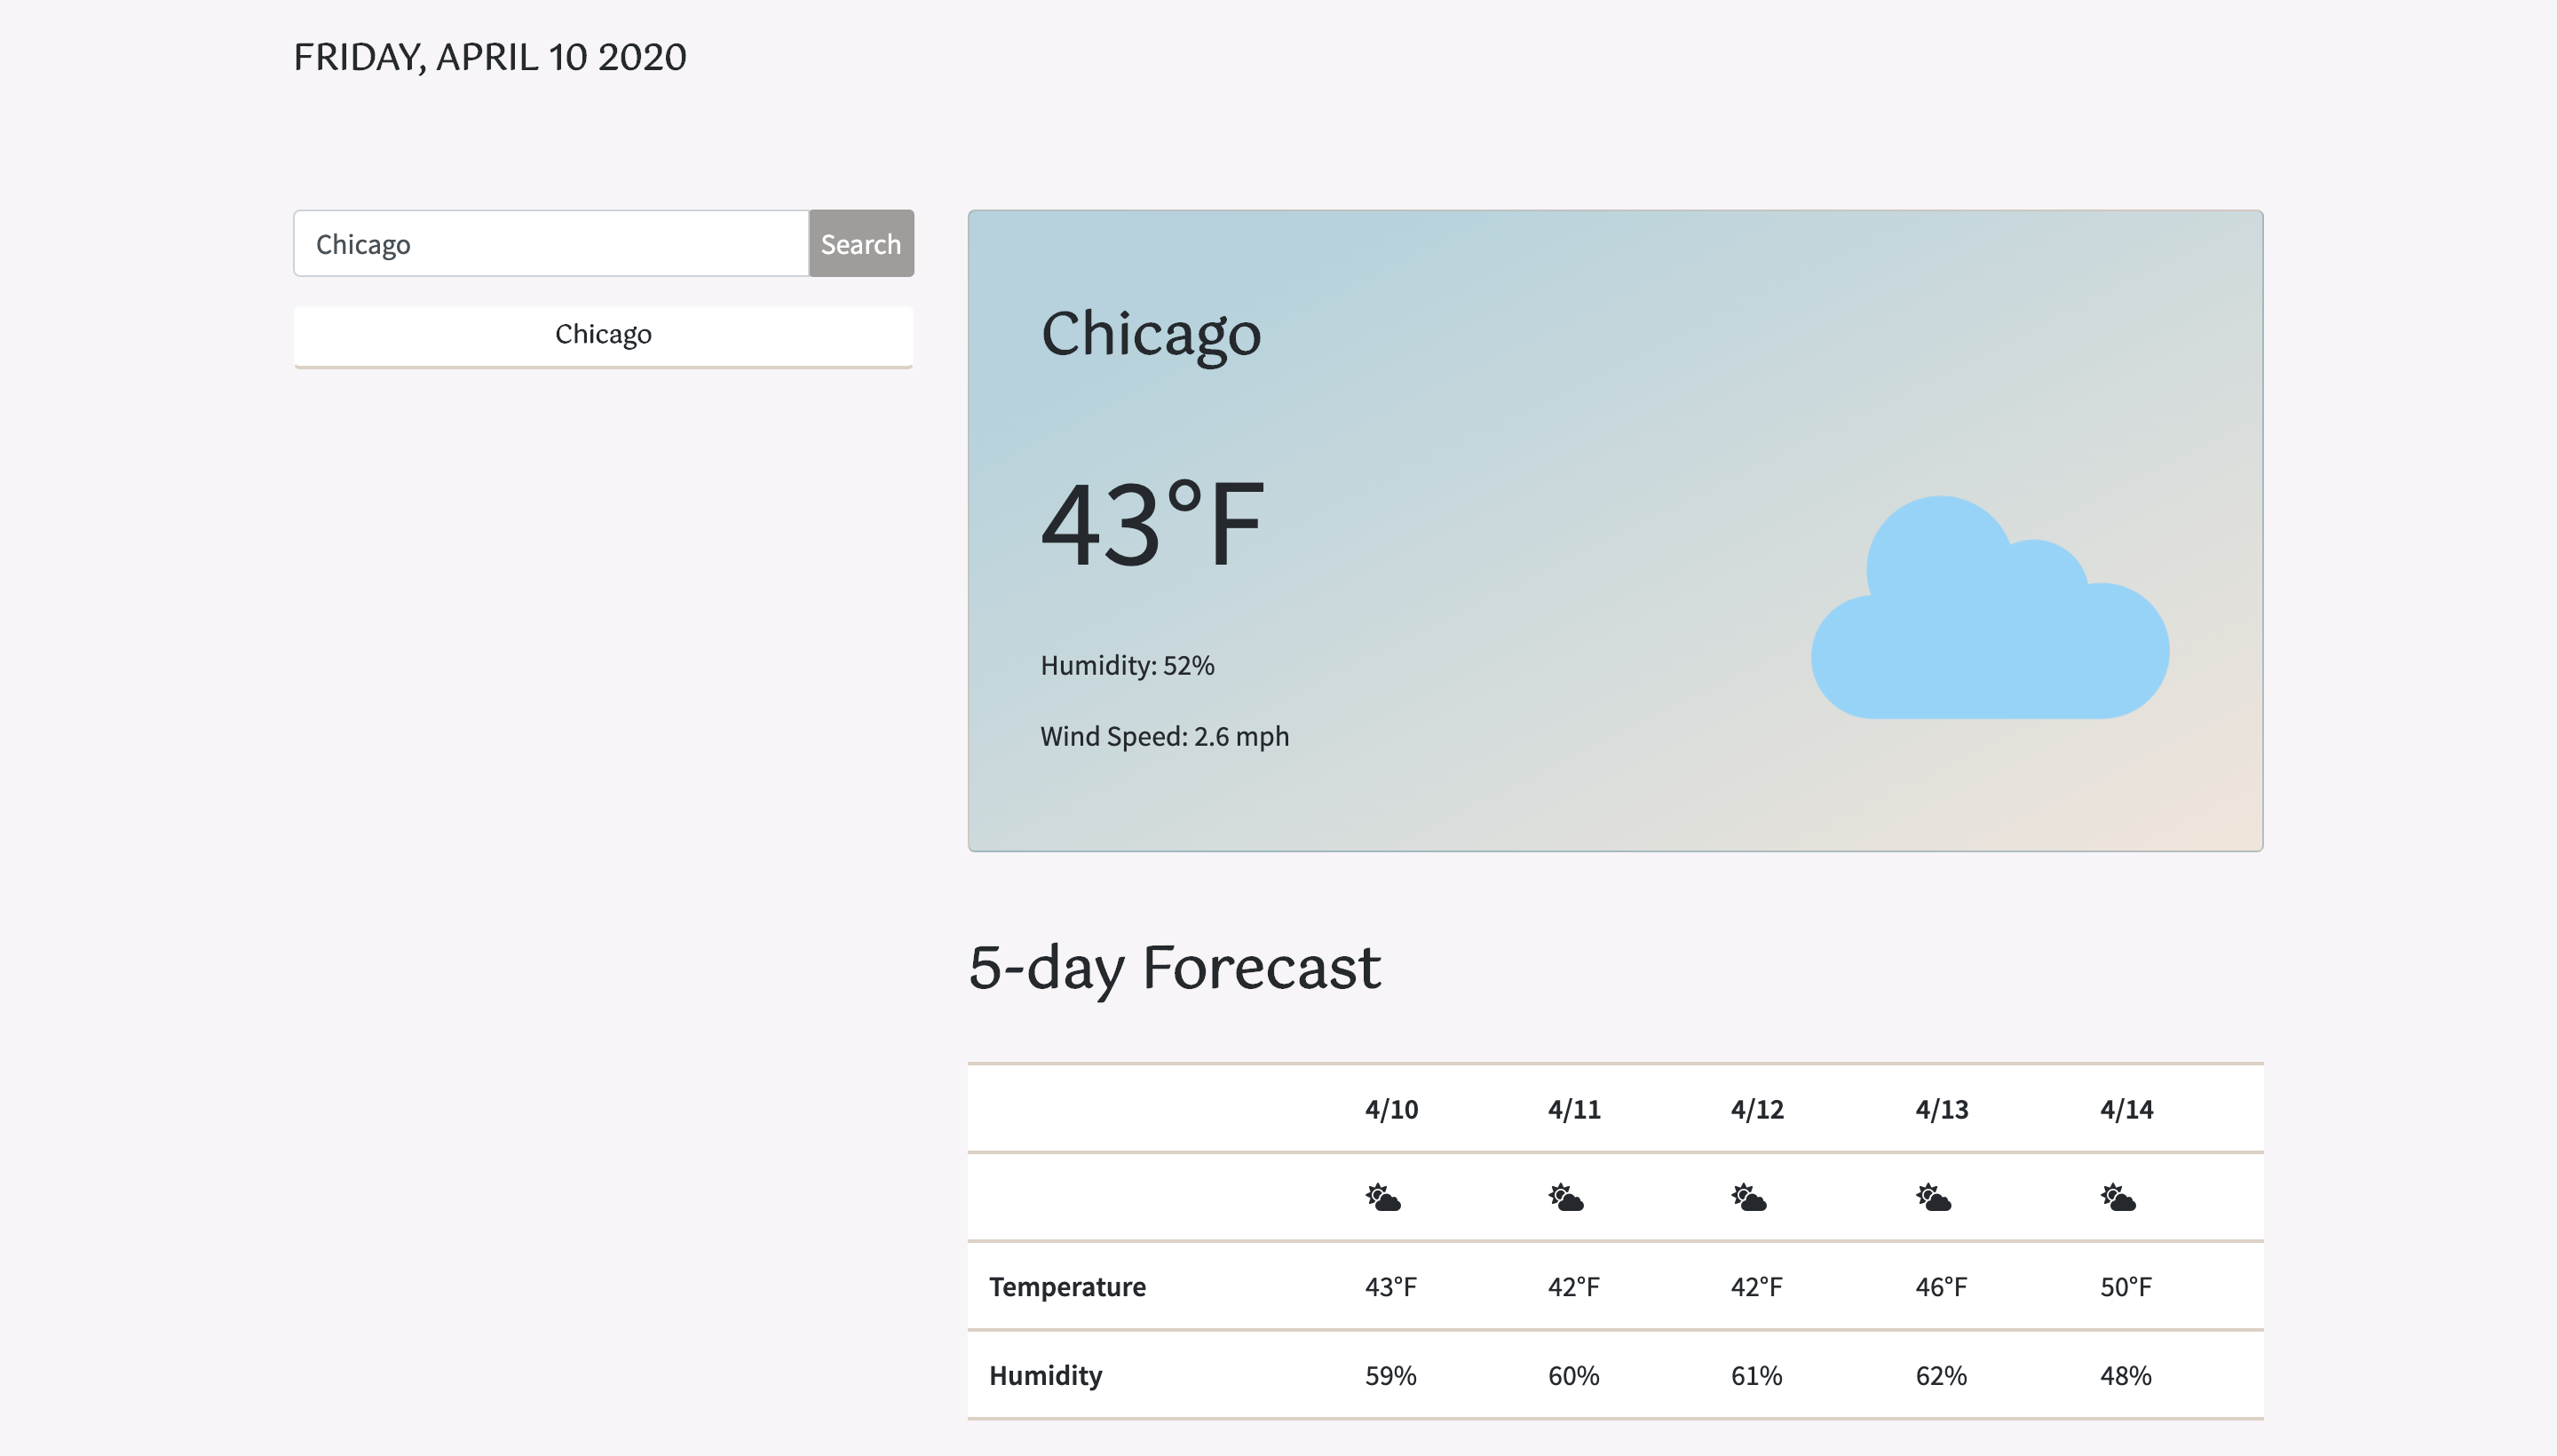 FRIDAY, APRIL 10 2020
Chicago Search
Chicago
Chicago
43°F
Humidity: 52%
Wind Speed: 2.6 mph
5-day Forecast
4/10 4/11 4/12 4/13 4/14
Temperature 43°F 42°F 42°F 46°F 50°F
Humidity 59% 60% 61% 62% 48%